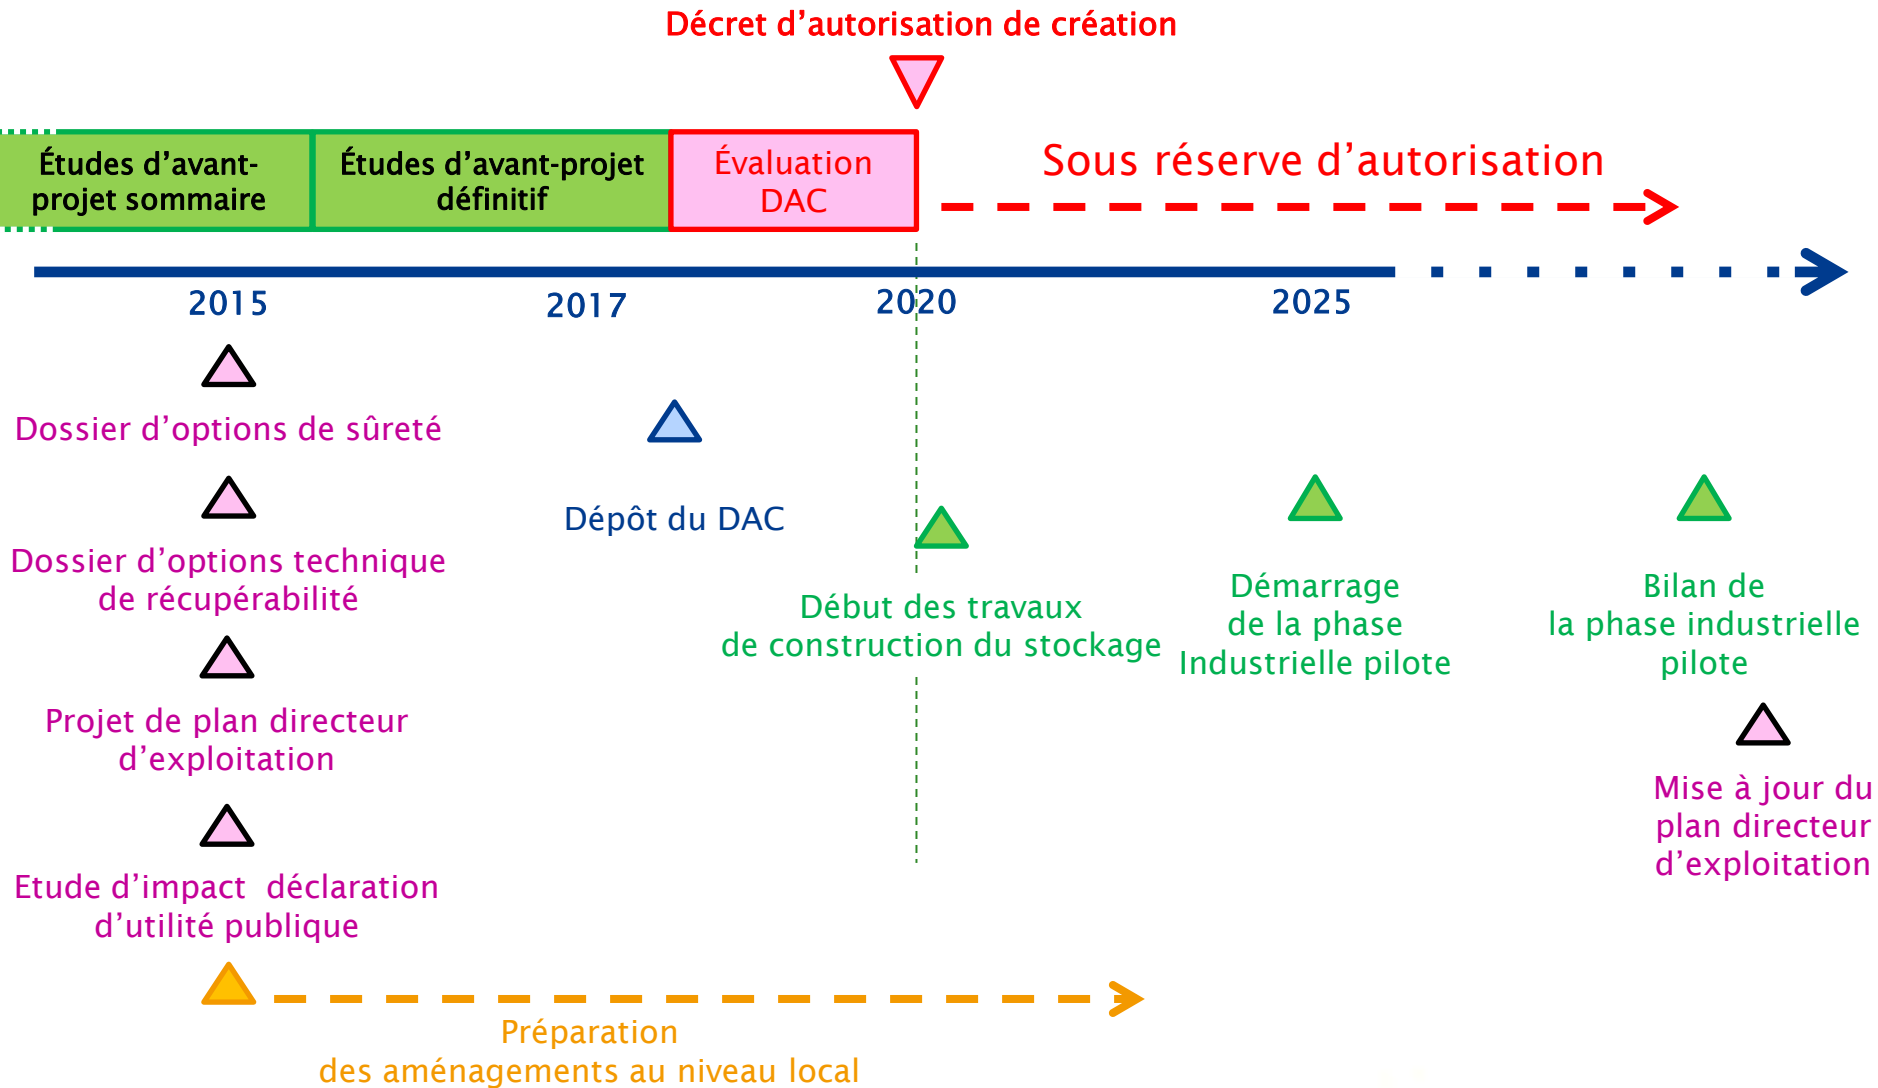 Décret d’autorisation de création
Études d’avant-
projet sommaire
Études d’avant-projet
définitif
Évaluation
DAC
Sous réserve d’autorisation
2015
2017
2020
2025
Dossier d’options de sûreté
Dossier d’options technique
de récupérabilité
Projet de plan directeur
d’exploitation
Etude d’impact  déclaration
d’utilité publique
Dépôt du DAC
Début des travaux
de construction du stockage
Démarrage
de la phase
Industrielle pilote
Bilan de
la phase industrielle
pilote
Mise à jour du
plan directeur
d’exploitation
Préparation
des aménagements au niveau local